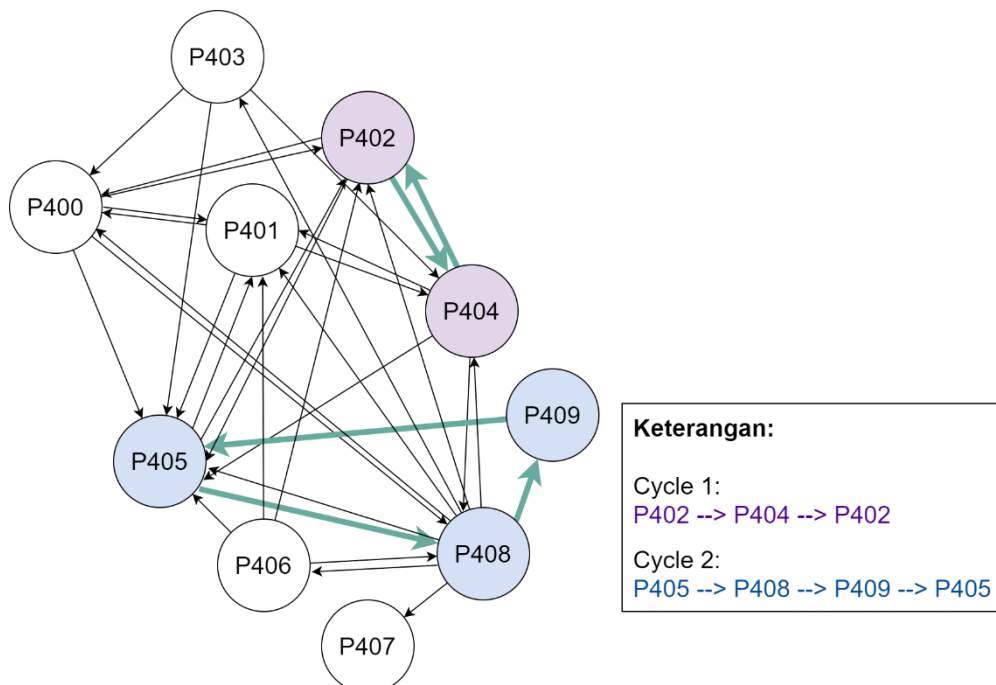 P403
P402
P400
P401
P404
P409
P405
P408
P406
P407
Keterangan:
Cycle 1:
P402 --> P404 --> P402
Cycle 2:
P405 --> P408 --> P409 --> P405